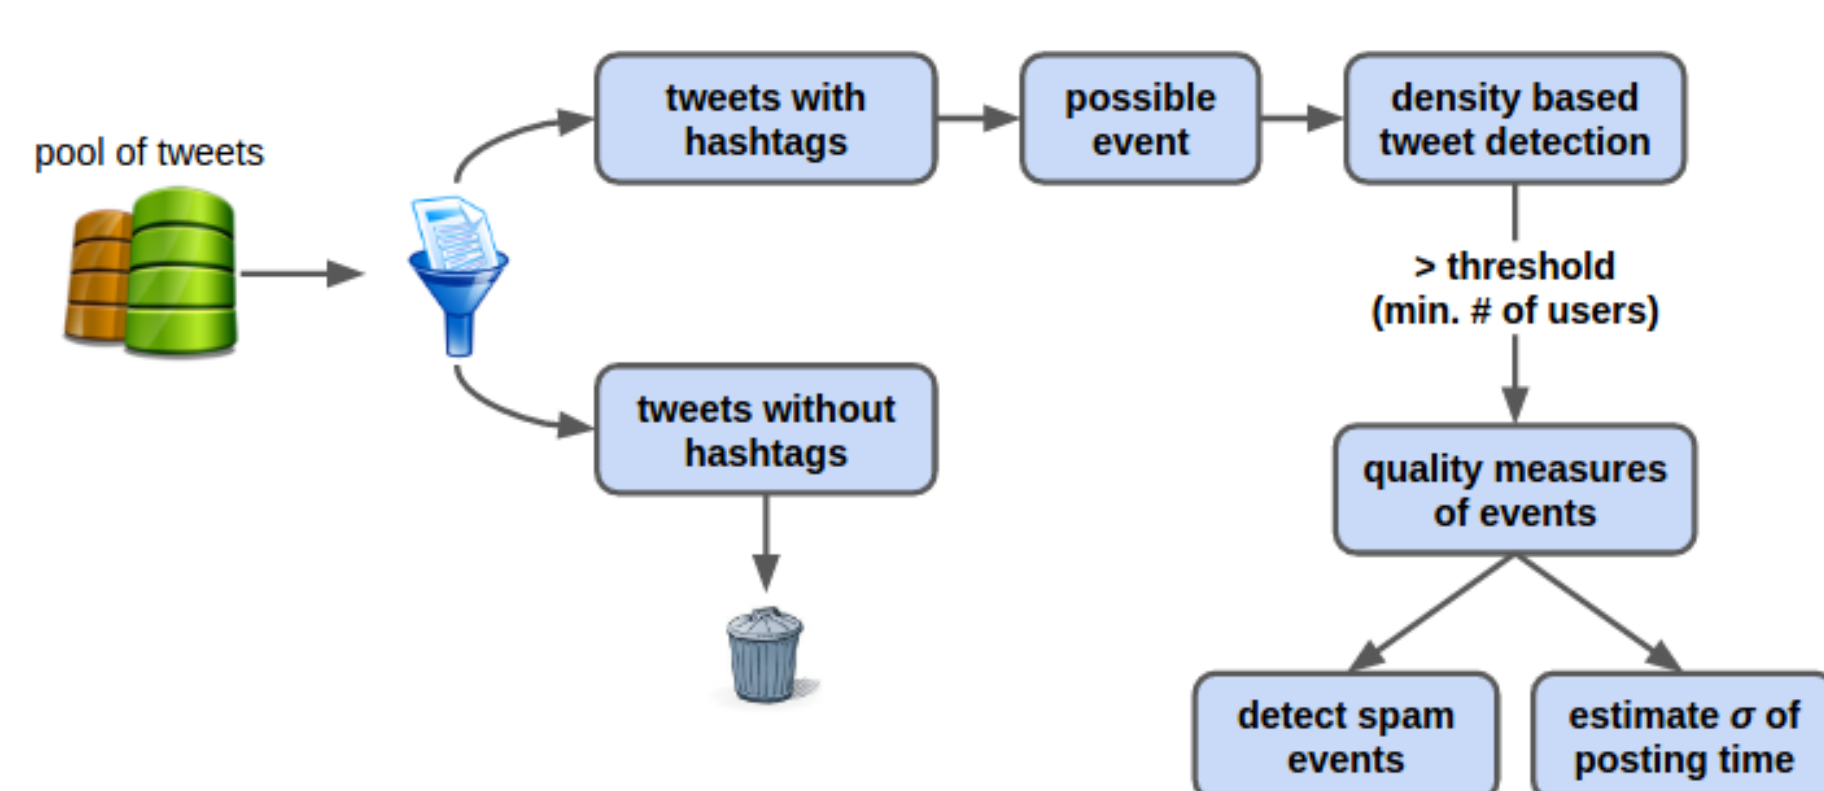 pool of tweets
tweets with
hashtags
possible
event
density based
tweet detection
> threshold
(min. # of users)
tweets without
hashtags
quality measures
of events
detect spam
events
estimate σ of
posting time